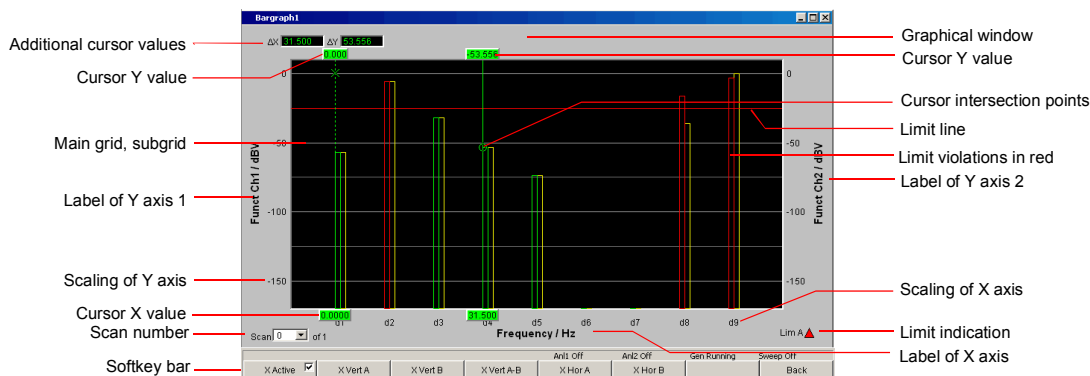 Bargraph1
Additional cursor values
ΔX 31.500 ΔY 53.556
Graphical window
Cursor Y value
0.000
-53.556
Cursor Y value
0
0
Cursor intersection points
Limit line
Main grid, subgrid
-50
-50
Limit violations in red
Label of Y axis 1
Funct Ch1 / dBV
Funct Ch2 / dBV
Label of Y axis 2
-100
-100
Scaling of Y axis
-150
-150
Scaling of X axis
Cursor X value
0.0000
31.500
d1 d2 d3 d4 d5 d6 d7 d8 d9
Scan number
Scan 0 of 1
Frequency / Hz
Lim A
Limit indication
Label of X axis
Anl1 Off Anl2 Off Gen Running Sweep Off
Softkey bar
X Active X Vert A X Vert B X Vert A-B X Hor A X Hor B Back